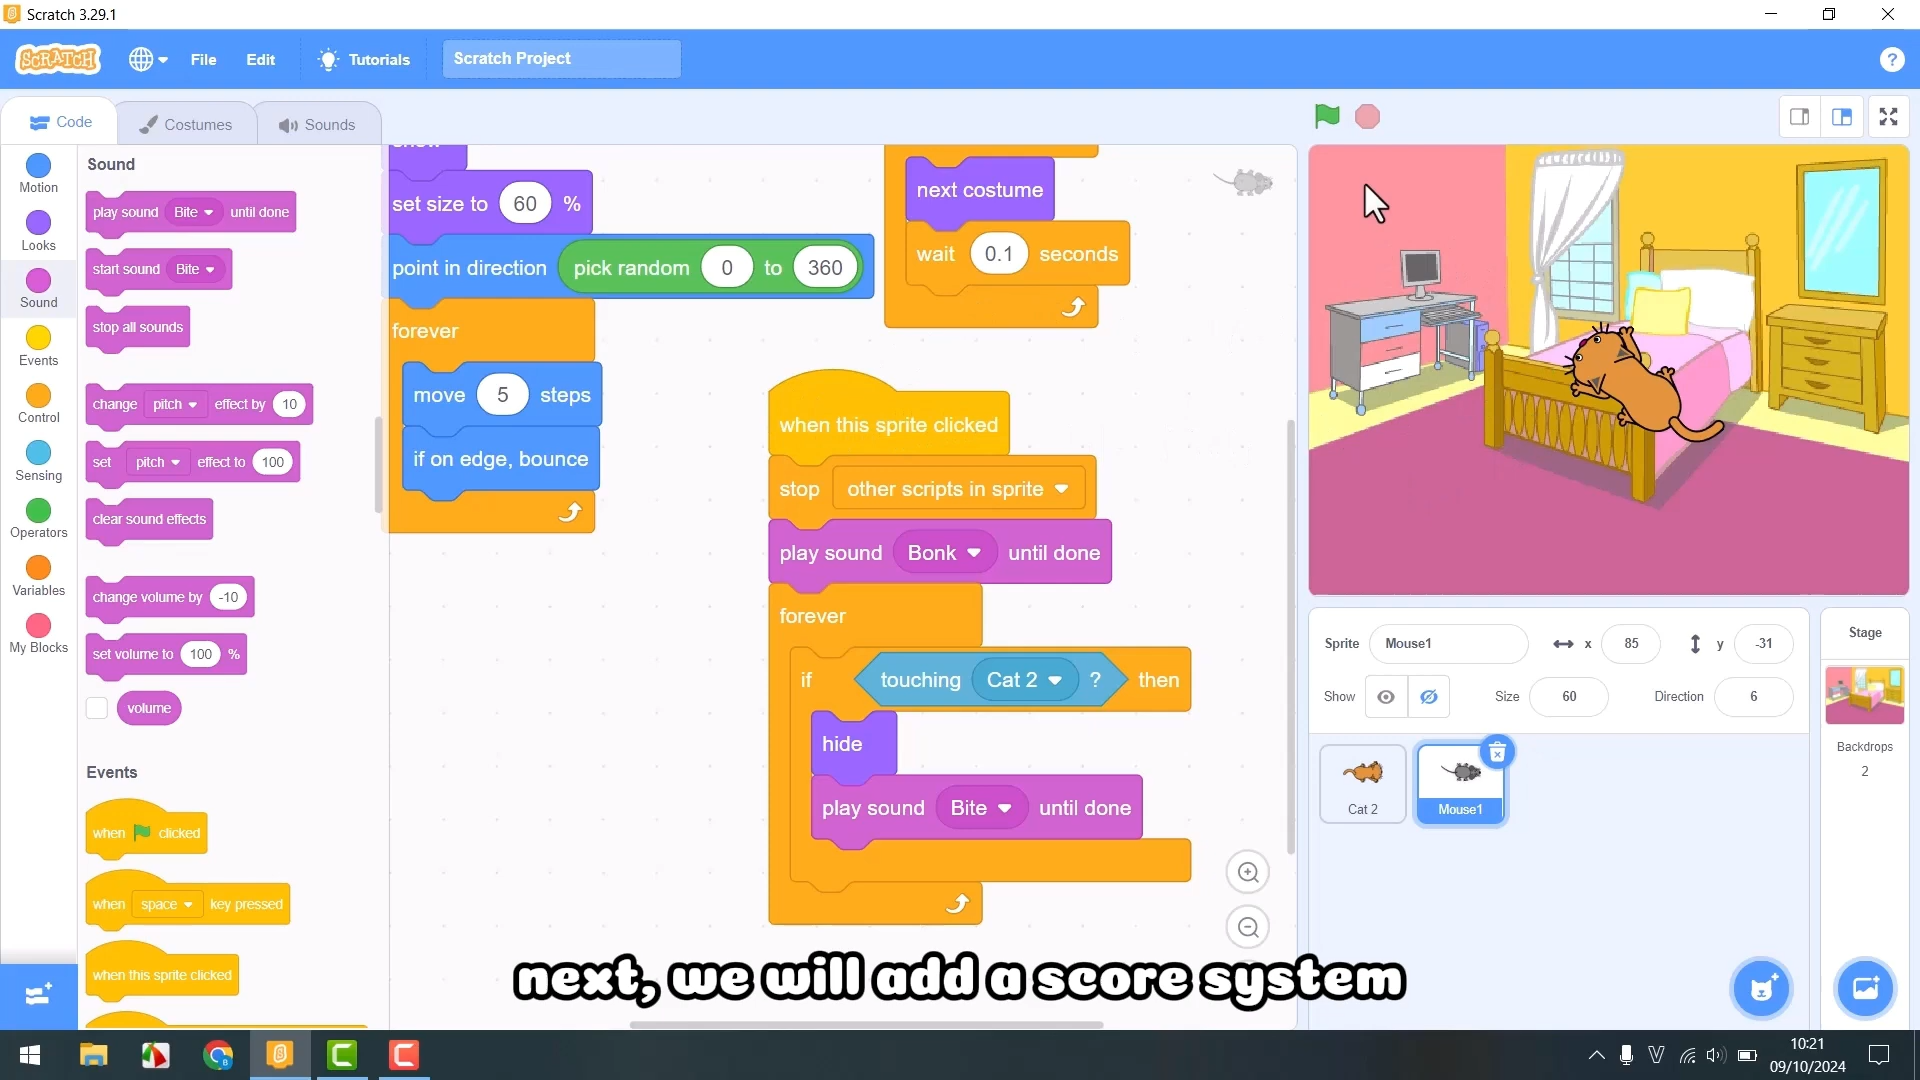 Scratch 3.29.1
SCRATCH
File
Edit
Tutorials
Scratch Project
?
Code
Costumes
Sounds
Motion
Looks
Sound
Events
Control
Sensing
Operators
Variables
My Blocks
Sound
play sound Bite until done
start sound Bite
stop all sounds
change pitch effect by 10
set pitch effect to 100
clear sound effects
change volume by -10
set volume to 100 %
volume
Events
when clicked
when space key pressed
when this sprite clicked
set size to 60 %
point in direction pick random 0 to 360
forever
move 5 steps
if on edge, bounce
next costume
wait 0.1 seconds
when this sprite clicked
stop other scripts in sprite
play sound Bonk until done
forever
if touching Cat 2 ? then
hide
play sound Bite until done
next, we will add a score system
Sprite Mouse1 x 85 y -31
Show Size 60 Direction 6
Cat 2
Mouse1
Stage
Backdrops
2
10:21
09/10/2024